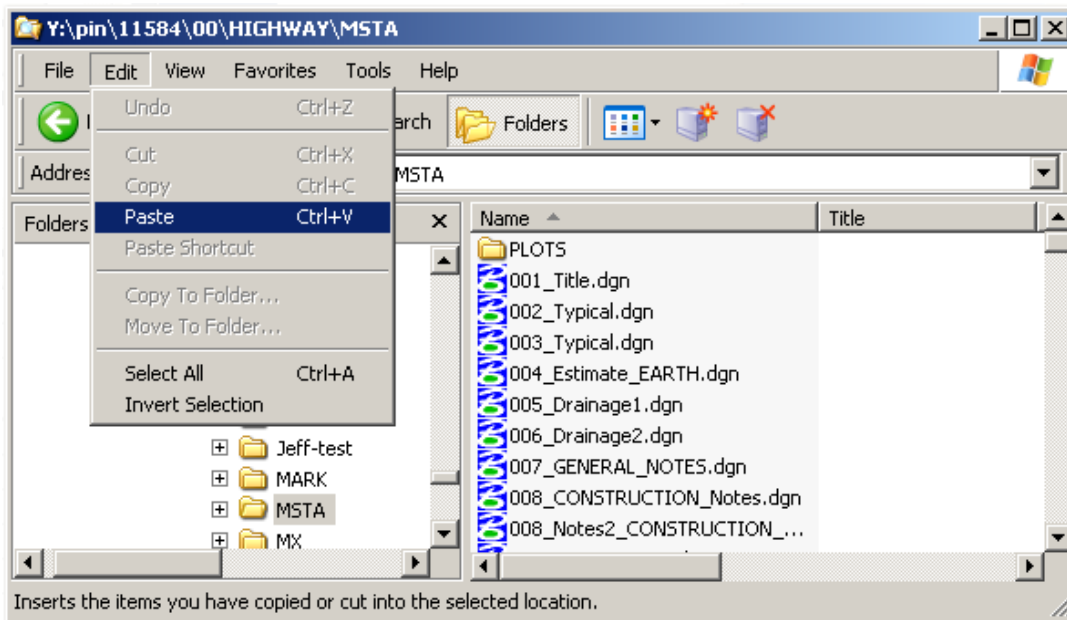 Y:\pin\11584\00\HIGHWAY\MSTA
File Edit View Favorites Tools Help
Undo Ctrl+Z
arch Folders
Cut Ctrl+X
Addres MSTA
Copy Ctrl+C
Paste Ctrl+V
Folders Name Title
Paste Shortcut
PLOTS
001_Title.dgn
Copy To Folder...
002_Typical.dgn
Move To Folder...
003_Typical.dgn
Select All Ctrl+A
004_Estimate_EARTH.dgn
Invert Selection
005_Drainage1.dgn
006_Drainage2.dgn
Jeff-test
007_GENERAL_NOTES.dgn
MARK
008_CONSTRUCTION_Notes.dgn
MSTA
008_Notes2_CONSTRUCTION_...
MX
Inserts the items you have copied or cut into the selected location.